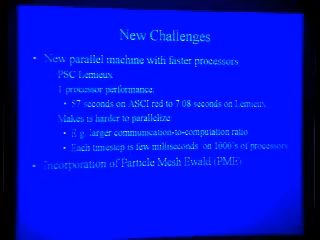 New Challenges
• New parallel machine with faster processors
PSC Lemieux
1 processor performance:
• 57 seconds on ASCI red to 7.08 seconds on Lemieux
Makes is harder to parallelize
• E.g. larger communication-to-computation ratio
• Each timestep is few milliseconds on 1000's of processors
• Incorporation of Particle Mesh Ewald (PME)